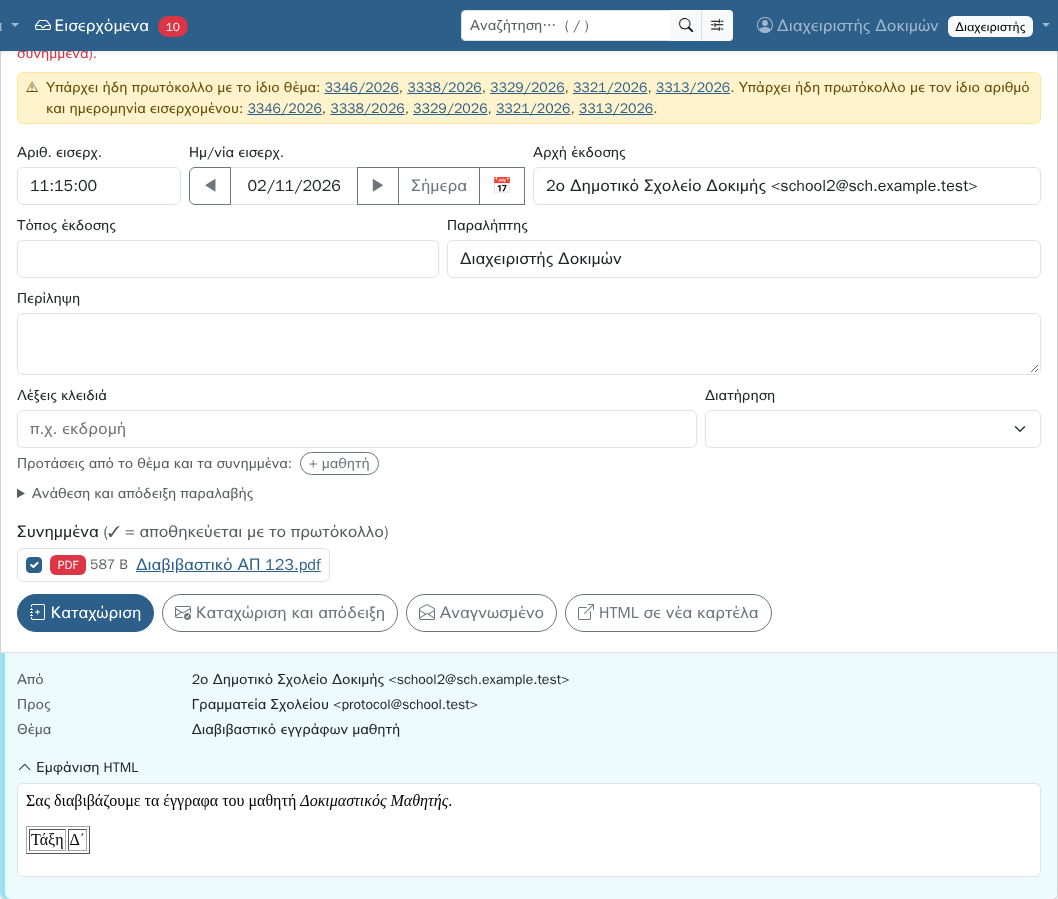 Εισερχόμενα 10 Αναζήτηση… ( / ) Διαχειριστής Δοκιμών Διαχειριστής
συνημμένα).
⚠ Υπάρχει ήδη πρωτόκολλο με το ίδιο θέμα: 3346/2026, 3338/2026, 3329/2026, 3321/2026, 3313/2026. Υπάρχει ήδη πρωτόκολλο με τον ίδιο αριθμό
και ημερομηνία εισερχομένου: 3346/2026, 3338/2026, 3329/2026, 3321/2026, 3313/2026.
Αριθ. εισερχ. Ημ/νία εισερχ. Αρχή έκδοσης
11:15:00 ◀ 02/11/2026 ▶ Σήμερα 2ο Δημοτικό Σχολείο Δοκιμής <school2@sch.example.test>
Τόπος έκδοσης Παραλήπτης
Διαχειριστής Δοκιμών
Περίληψη
Λέξεις κλειδιά Διατήρηση
π.χ. εκδρομή
Προτάσεις από το θέμα και τα συνημμένα: + μαθητή
▶ Ανάθεση και απόδειξη παραλαβής
Συνημμένα (✓ = αποθηκεύεται με το πρωτόκολλο)
PDF 587 B Διαβιβαστικό ΑΠ 123.pdf
Καταχώριση Καταχώριση και απόδειξη Αναγνωσμένο HTML σε νέα καρτέλα
Από 2ο Δημοτικό Σχολείο Δοκιμής <school2@sch.example.test>
Προς Γραμματεία Σχολείου <protocol@school.test>
Θέμα Διαβιβαστικό εγγράφων μαθητή
Εμφάνιση HTML
Σας διαβιβάζουμε τα έγγραφα του μαθητή Δοκιμαστικός Μαθητής.
Τάξη Δ΄